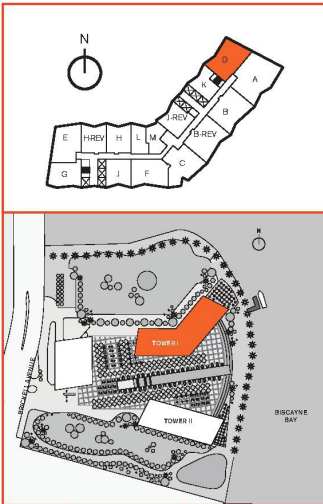 N
D
A
K
J-REV
B
B-REV
E
H-REV
H
L
M
C
G
J
F
N
TOWER I
BRICKELL AVENUE
TOWER II
BISCAYNE
BAY